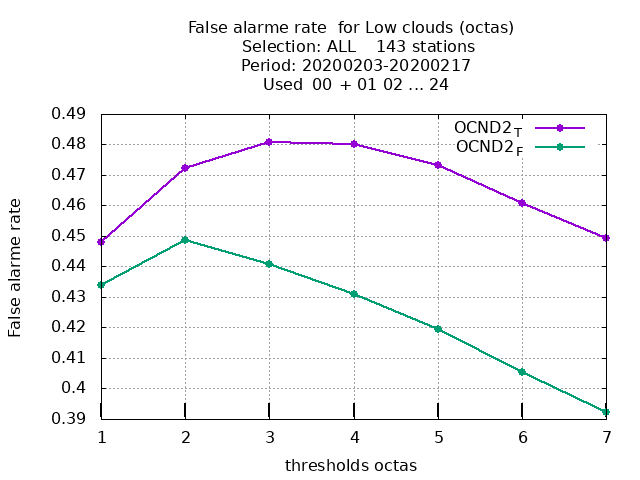 False alarme rate  for Low clouds (octas)
Selection: ALL    143 stations
Period: 20200203-20200217
Used  00 + 01 02 ... 24
OCND2T
OCND2F
0.49
0.48
0.47
0.46
0.45
0.44
0.43
0.42
0.41
0.4
0.39
False alarme rate
1 2 3 4 5 6 7
thresholds octas